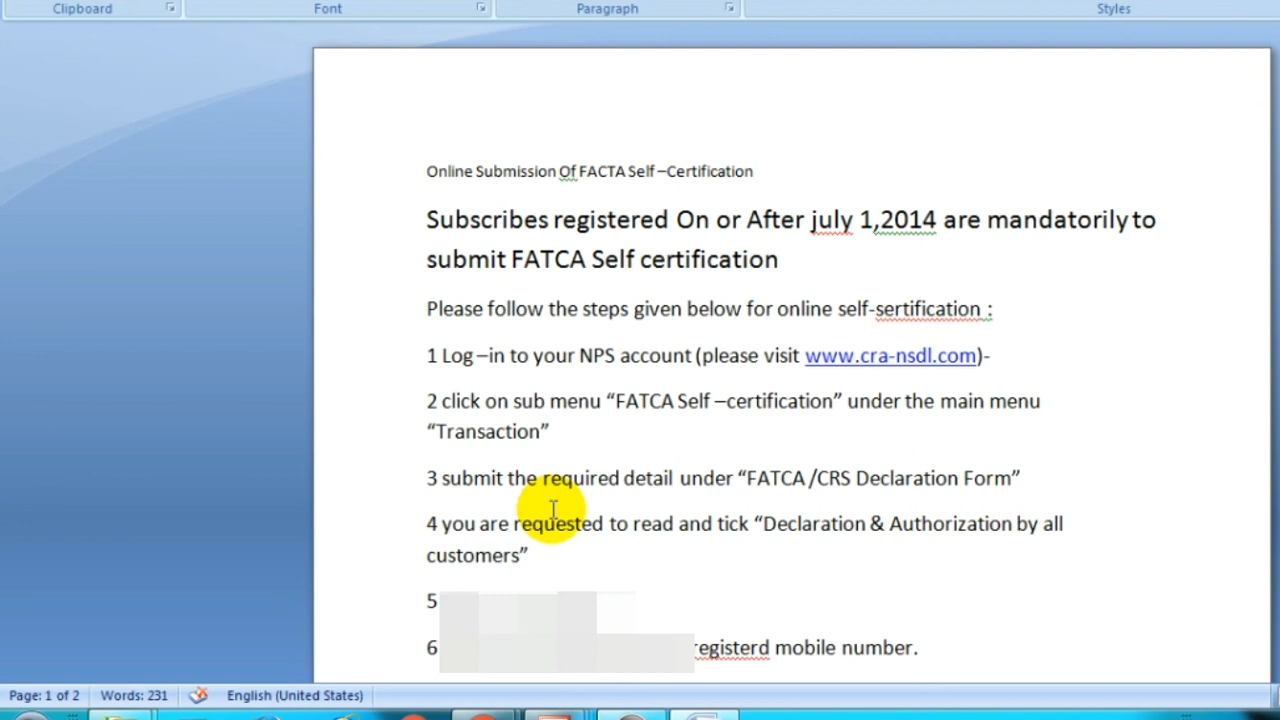 Clipboard Font Paragraph Styles
Online Submission Of FACTA Self –Certification
Subscribes registered On or After july 1,2014 are mandatorily to
submit FATCA Self certification
Please follow the steps given below for online self-sertification :
1 Log –in to your NPS account (please visit www.cra-nsdl.com)-
2 click on sub menu “FATCA Self –certification” under the main menu
“Transaction”
3 submit the required detail under “FATCA /CRS Declaration Form”
4 you are requested to read and tick “Declaration & Authorization by all
customers”
5
6 registerd mobile number.
Page: 1 of 2 Words: 231 English (United States)